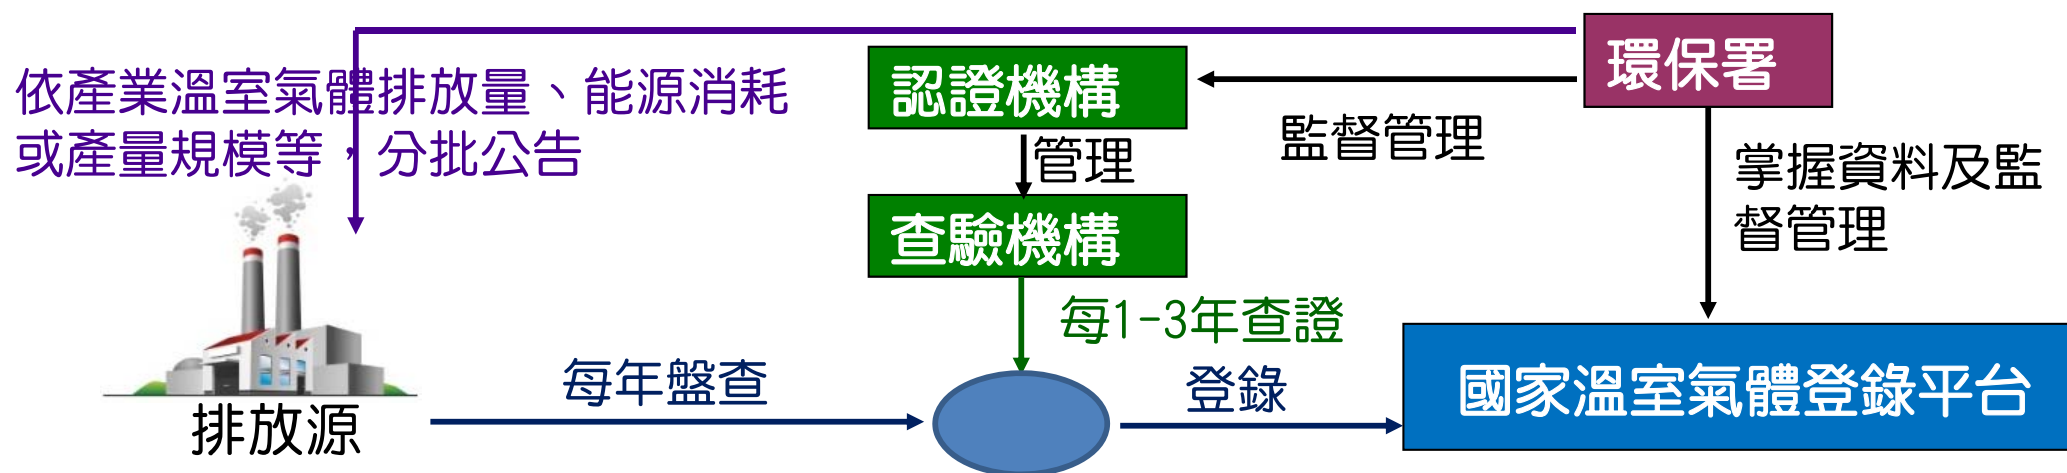 環保署
依產業溫室氣體排放量、能源消耗
或產量規模等，分批公告
認證機構
監督管理
管理
掌握資料及監
督管理
查驗機構
每1-3年查證
每年盤查
登錄
國家溫室氣體登錄平台
排放源